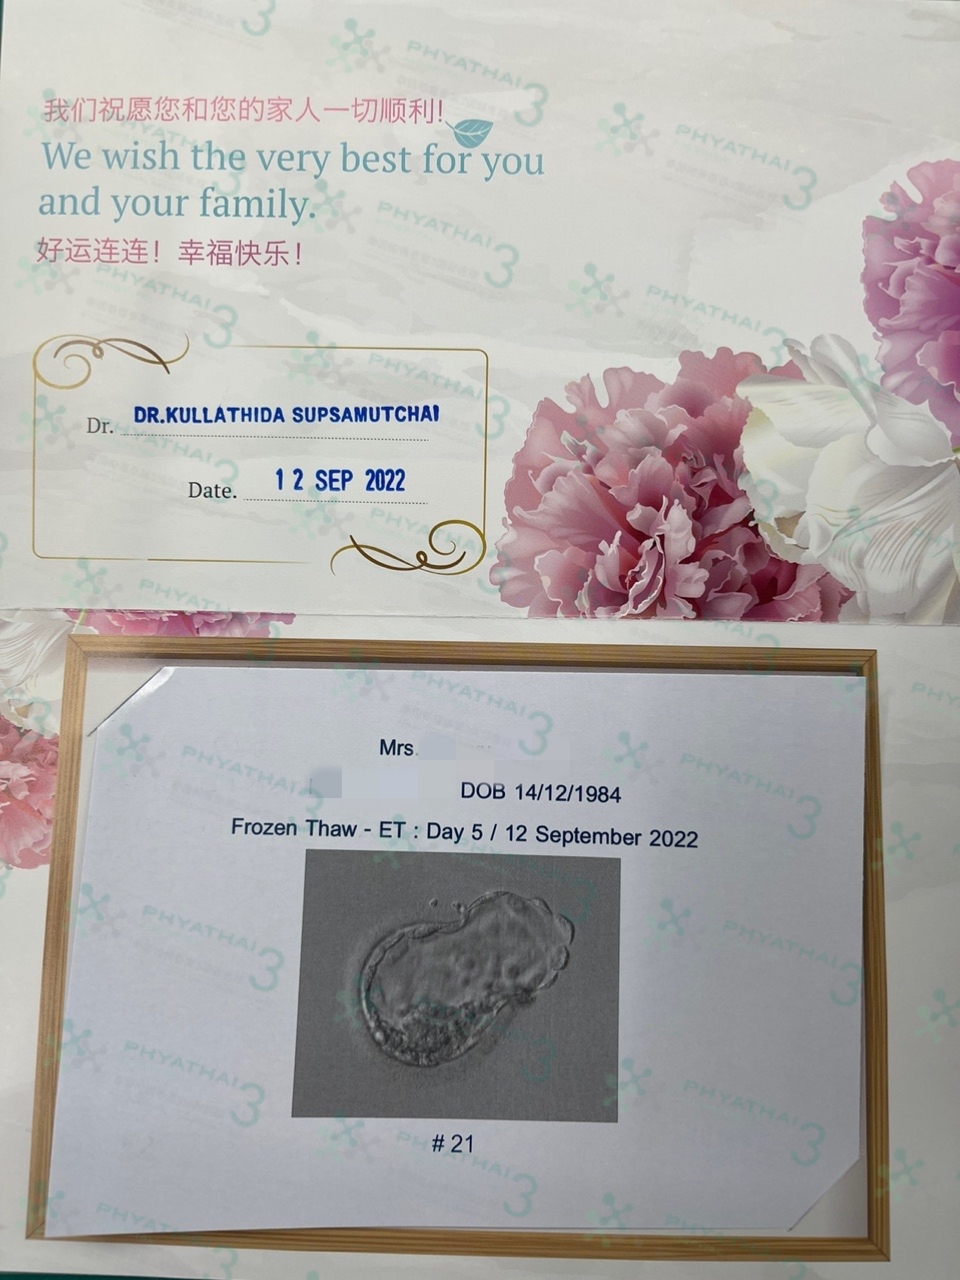 我们祝愿您和您的家人一切顺利!
We wish the very best for you
and your family.
好运连连！幸福快乐！
Dr. DR.KULLATHIDA SUPSAMUTCHAI
Date. 12 SEP 2022
Mrs.
DOB 14/12/1984
Frozen Thaw - ET : Day 5 / 12 September 2022
# 21
PHYATHAI 3